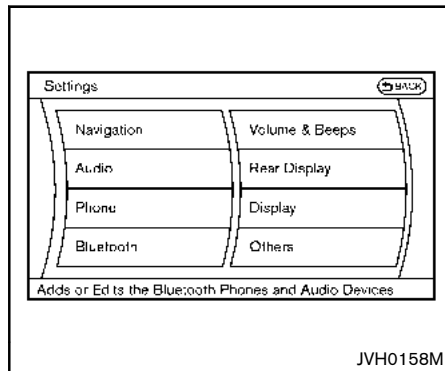 Settings
BACK
Navigation
Volume & Beeps
Audio
Rear Display
Phone
Display
Bluetooth
Others
Adds or Edits the Bluetooth Phones and Audio Devices
JVH0158M